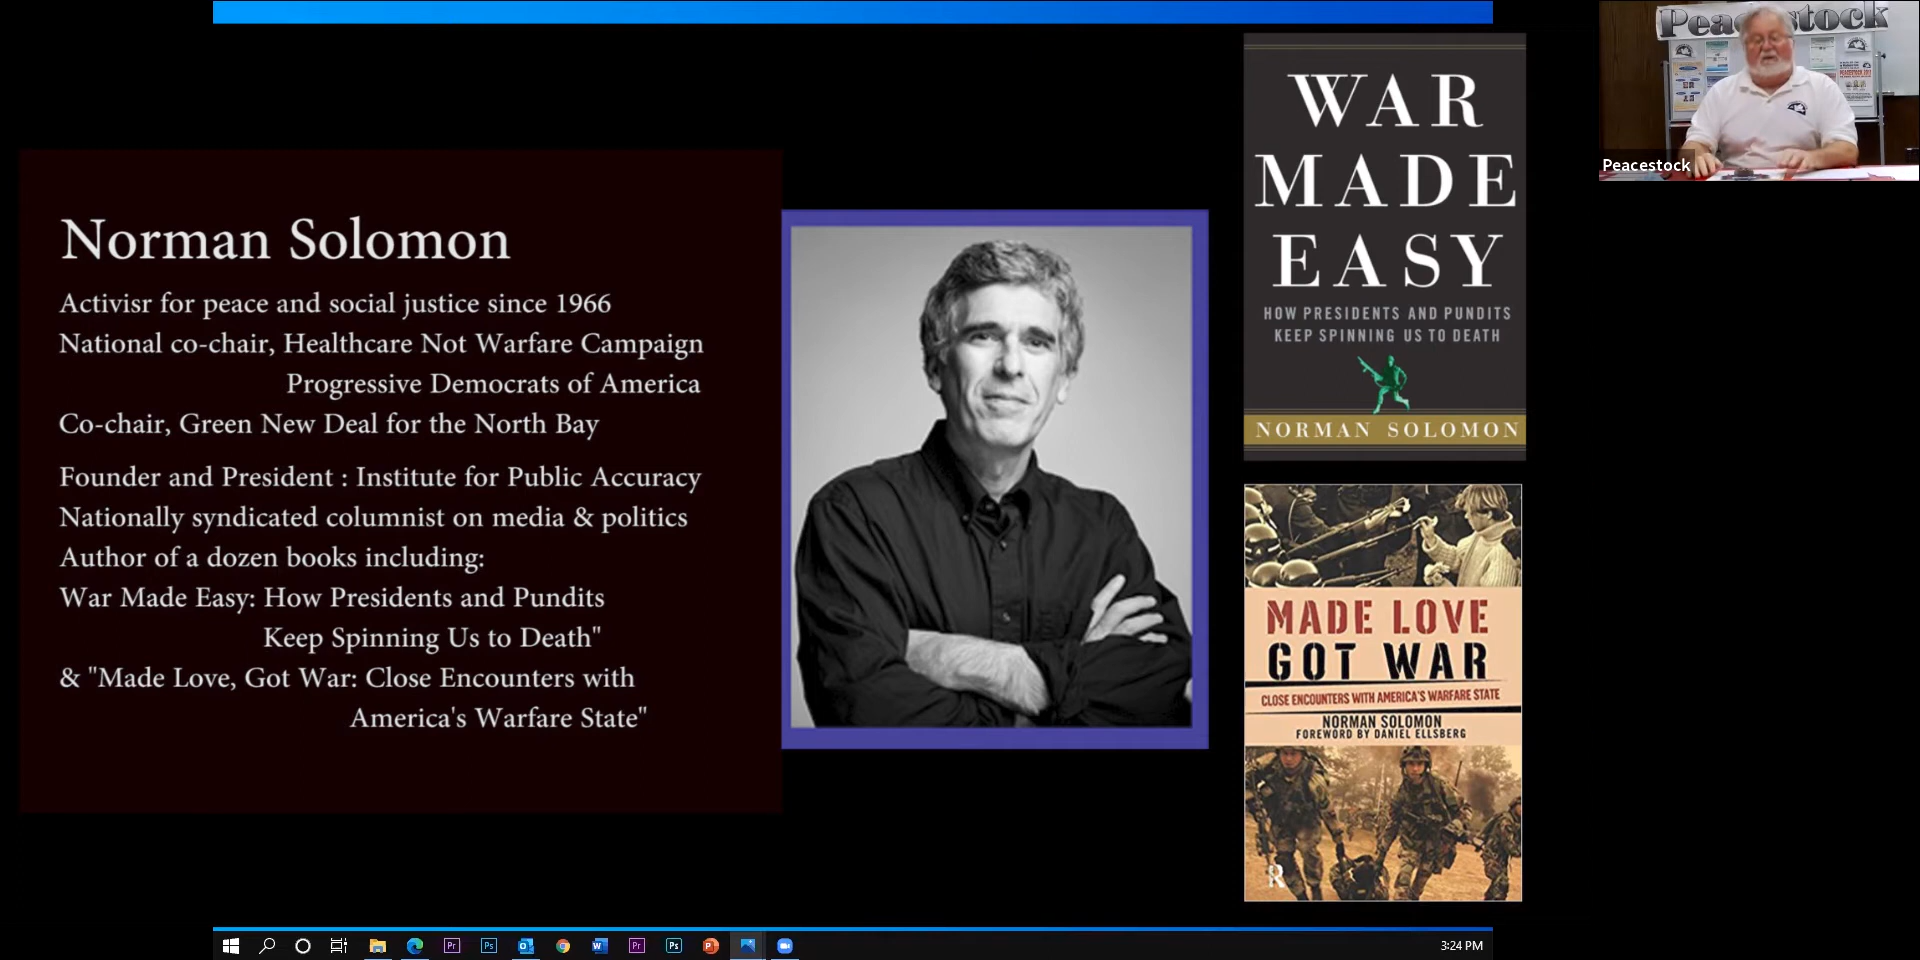 Norman Solomon
Activisr for peace and social justice since 1966
National co-chair, Healthcare Not Warfare Campaign
Progressive Democrats of America
Co-chair, Green New Deal for the North Bay
Founder and President : Institute for Public Accuracy
Nationally syndicated columnist on media & politics
Author of a dozen books including:
War Made Easy: How Presidents and Pundits
Keep Spinning Us to Death"
& "Made Love, Got War: Close Encounters with
America's Warfare State"
WAR
MADE
EASY
HOW PRESIDENTS AND PUNDITS
KEEP SPINNING US TO DEATH
NORMAN SOLOMON
MADE LOVE
GOT WAR
CLOSE ENCOUNTERS WITH AMERICA'S WARFARE STATE
NORMAN SOLOMON
FOREWORD BY DANIEL ELLSBERG
R
Peacestock
Peacestock
Pr
Ps
W
Pr
Ps
P
3:24 PM